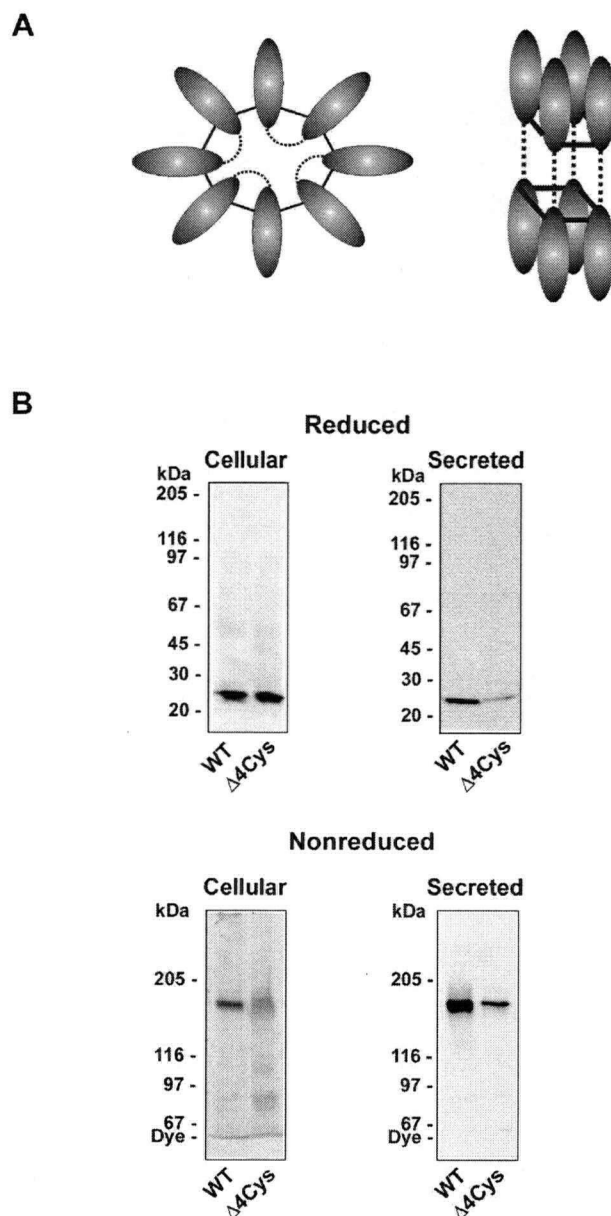 A
B
Reduced
Cellular
Secreted
kDa
205 -
116 -
97 -
67 -
45 -
30 -
20 -
WT
Δ4Cys
kDa
205 -
116 -
97 -
67 -
45 -
30 -
20 -
WT
Δ4Cys
Nonreduced
Cellular
Secreted
kDa
205 -
116 -
97 -
67 -
Dye -
WT
Δ4Cys
kDa
205 -
116 -
97 -
67 -
Dye -
WT
Δ4Cys